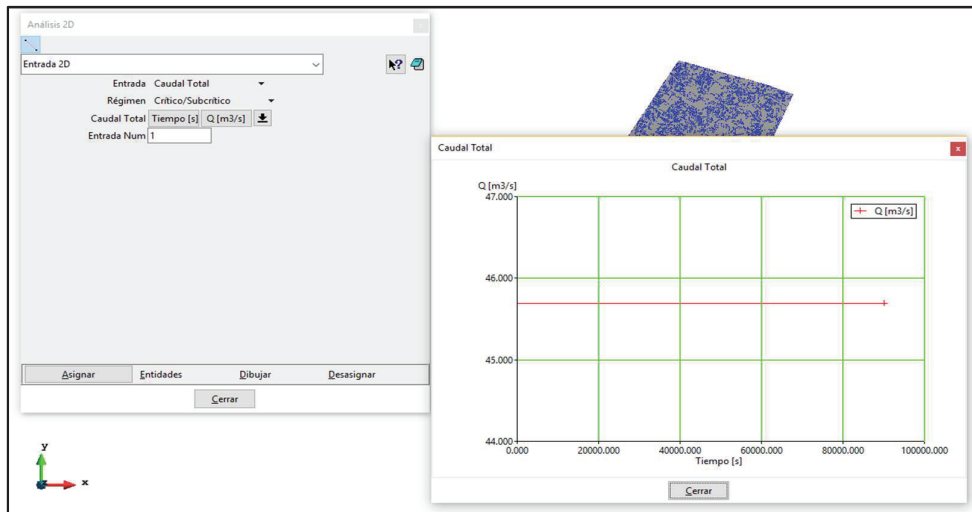 Análisis 2D
Entrada 2D
Entrada Caudal Total
Régimen Crítico/Subcrítico
Caudal Total Tiempo [s] Q [m3/s]
Entrada Num 1
Asignar Entidades Dibujar Desasignar
Cerrar
y
x
Caudal Total
Caudal Total
Q [m3/s]
47.000
Q [m3/s]
46.000
45.000
44.000
0.000 20000.000 40000.000 60000.000 80000.000 100000.000
Tiempo [s]
Cerrar